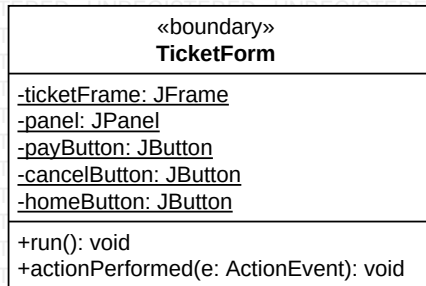 «boundary»
TicketForm
-ticketFrame: JFrame
-panel: JPanel
-payButton: JButton
-cancelButton: JButton
-homeButton: JButton
+run(): void
+actionPerformed(e: ActionEvent): void